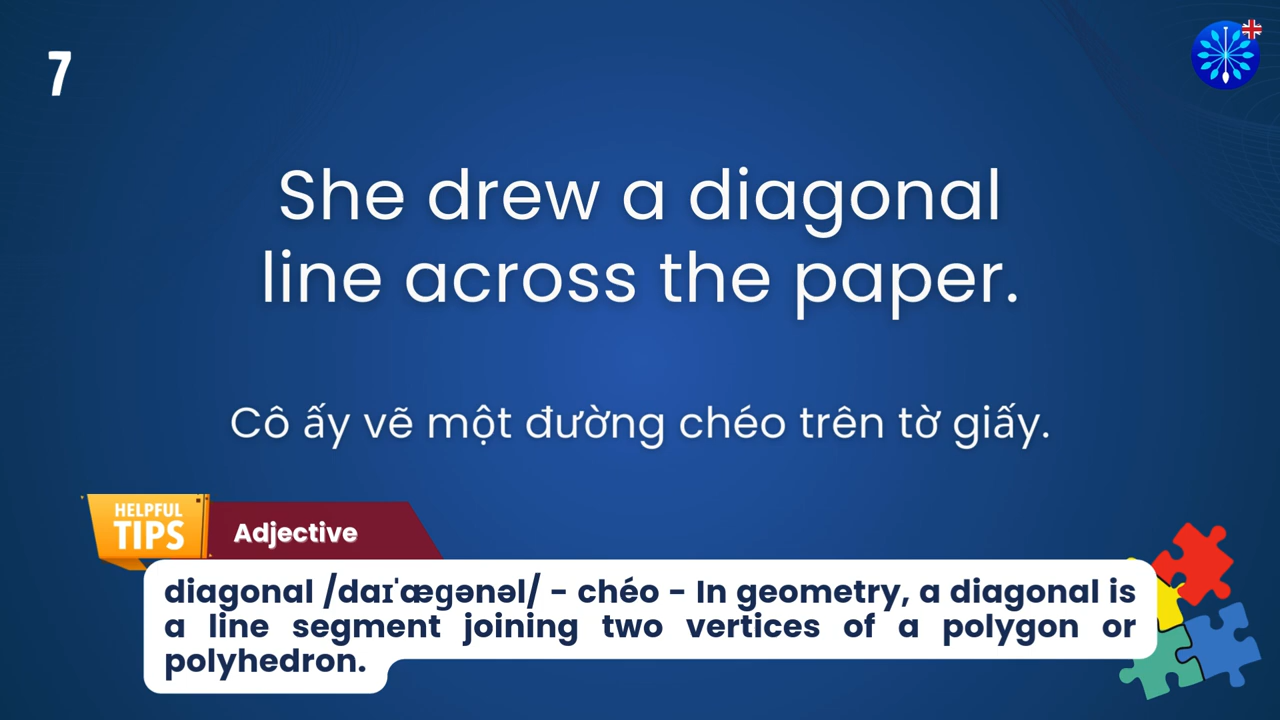 7
She drew a diagonal
line across the paper.
Cô ấy vẽ một đường chéo trên tờ giấy.
HELPFUL
TIPS
Adjective
diagonal /daɪˈæɡənəl/ - chéo - In geometry, a diagonal is
a line segment joining two vertices of a polygon or
polyhedron.